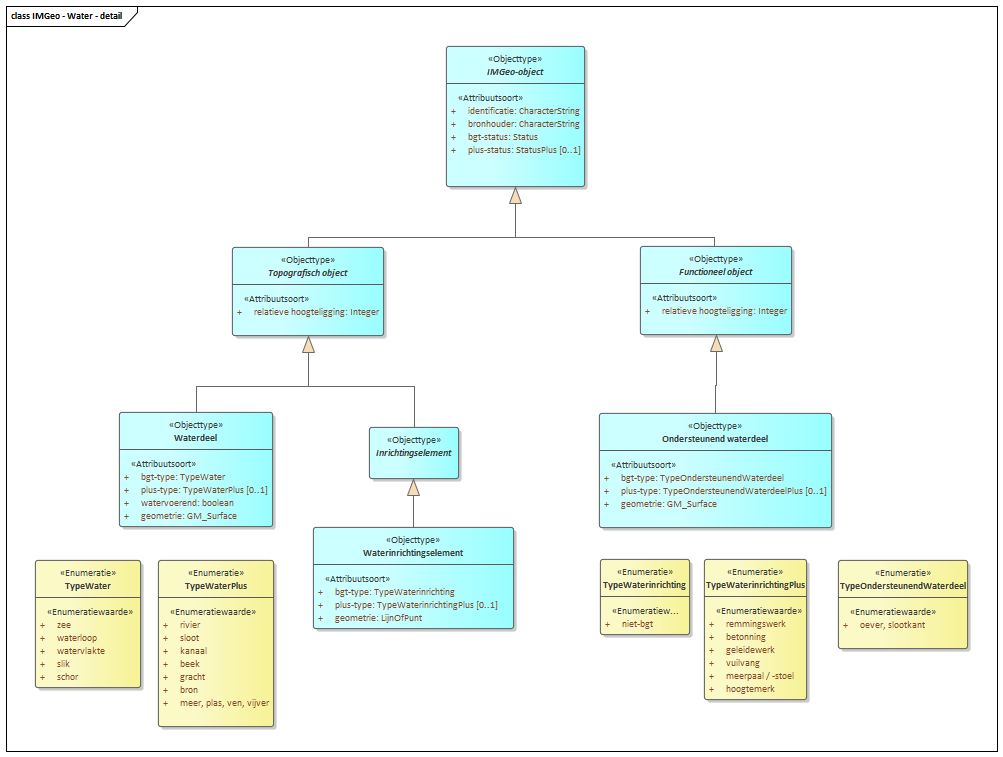 class IMGeo - Water - detail
«Objecttype»
IMGeo-object
«Attribuutsoort»
+ identificatie: CharacterString
+ bronhouder: CharacterString
+ bgt-status: Status
+ plus-status: StatusPlus [0..1]
«Objecttype»
Topografisch object
«Attribuutsoort»
+ relatieve hoogteligging: Integer
«Objecttype»
Functioneel object
«Attribuutsoort»
+ relatieve hoogteligging: Integer
«Objecttype»
Waterdeel
«Attribuutsoort»
+ bgt-type: TypeWater
+ plus-type: TypeWaterPlus [0..1]
+ watervoerend: boolean
+ geometrie: GM_Surface
«Objecttype»
Inrichtingselement
«Objecttype»
Ondersteunend waterdeel
«Attribuutsoort»
+ bgt-type: TypeOndersteunendWaterdeel
+ plus-type: TypeOndersteunendWaterdeelPlus [0..1]
+ geometrie: GM_Surface
«Objecttype»
Waterinrichtingselement
«Attribuutsoort»
+ bgt-type: TypeWaterinrichting
+ plus-type: TypeWaterinrichtingPlus [0..1]
+ geometrie: LijnOfPunt
«Enumeratie»
TypeWater
«Enumeratiewaarde»
+ zee
+ waterloop
+ watervlakte
+ slik
+ schor
«Enumeratie»
TypeWaterPlus
«Enumeratiewaarde»
+ rivier
+ sloot
+ kanaal
+ beek
+ gracht
+ bron
+ meer, plas, ven, vijver
«Enumeratie»
TypeWaterinrichting
«Enumeratiew...
+ niet-bgt
«Enumeratie»
TypeWaterinrichtingPlus
«Enumeratiewaarde»
+ remmingswerk
+ betonning
+ geleidewerk
+ vuilvang
+ meerpaal / -stoel
+ hoogtemerk
«Enumeratie»
TypeOndersteunendWaterdeel
«Enumeratiewaarde»
+ oever, slootkant